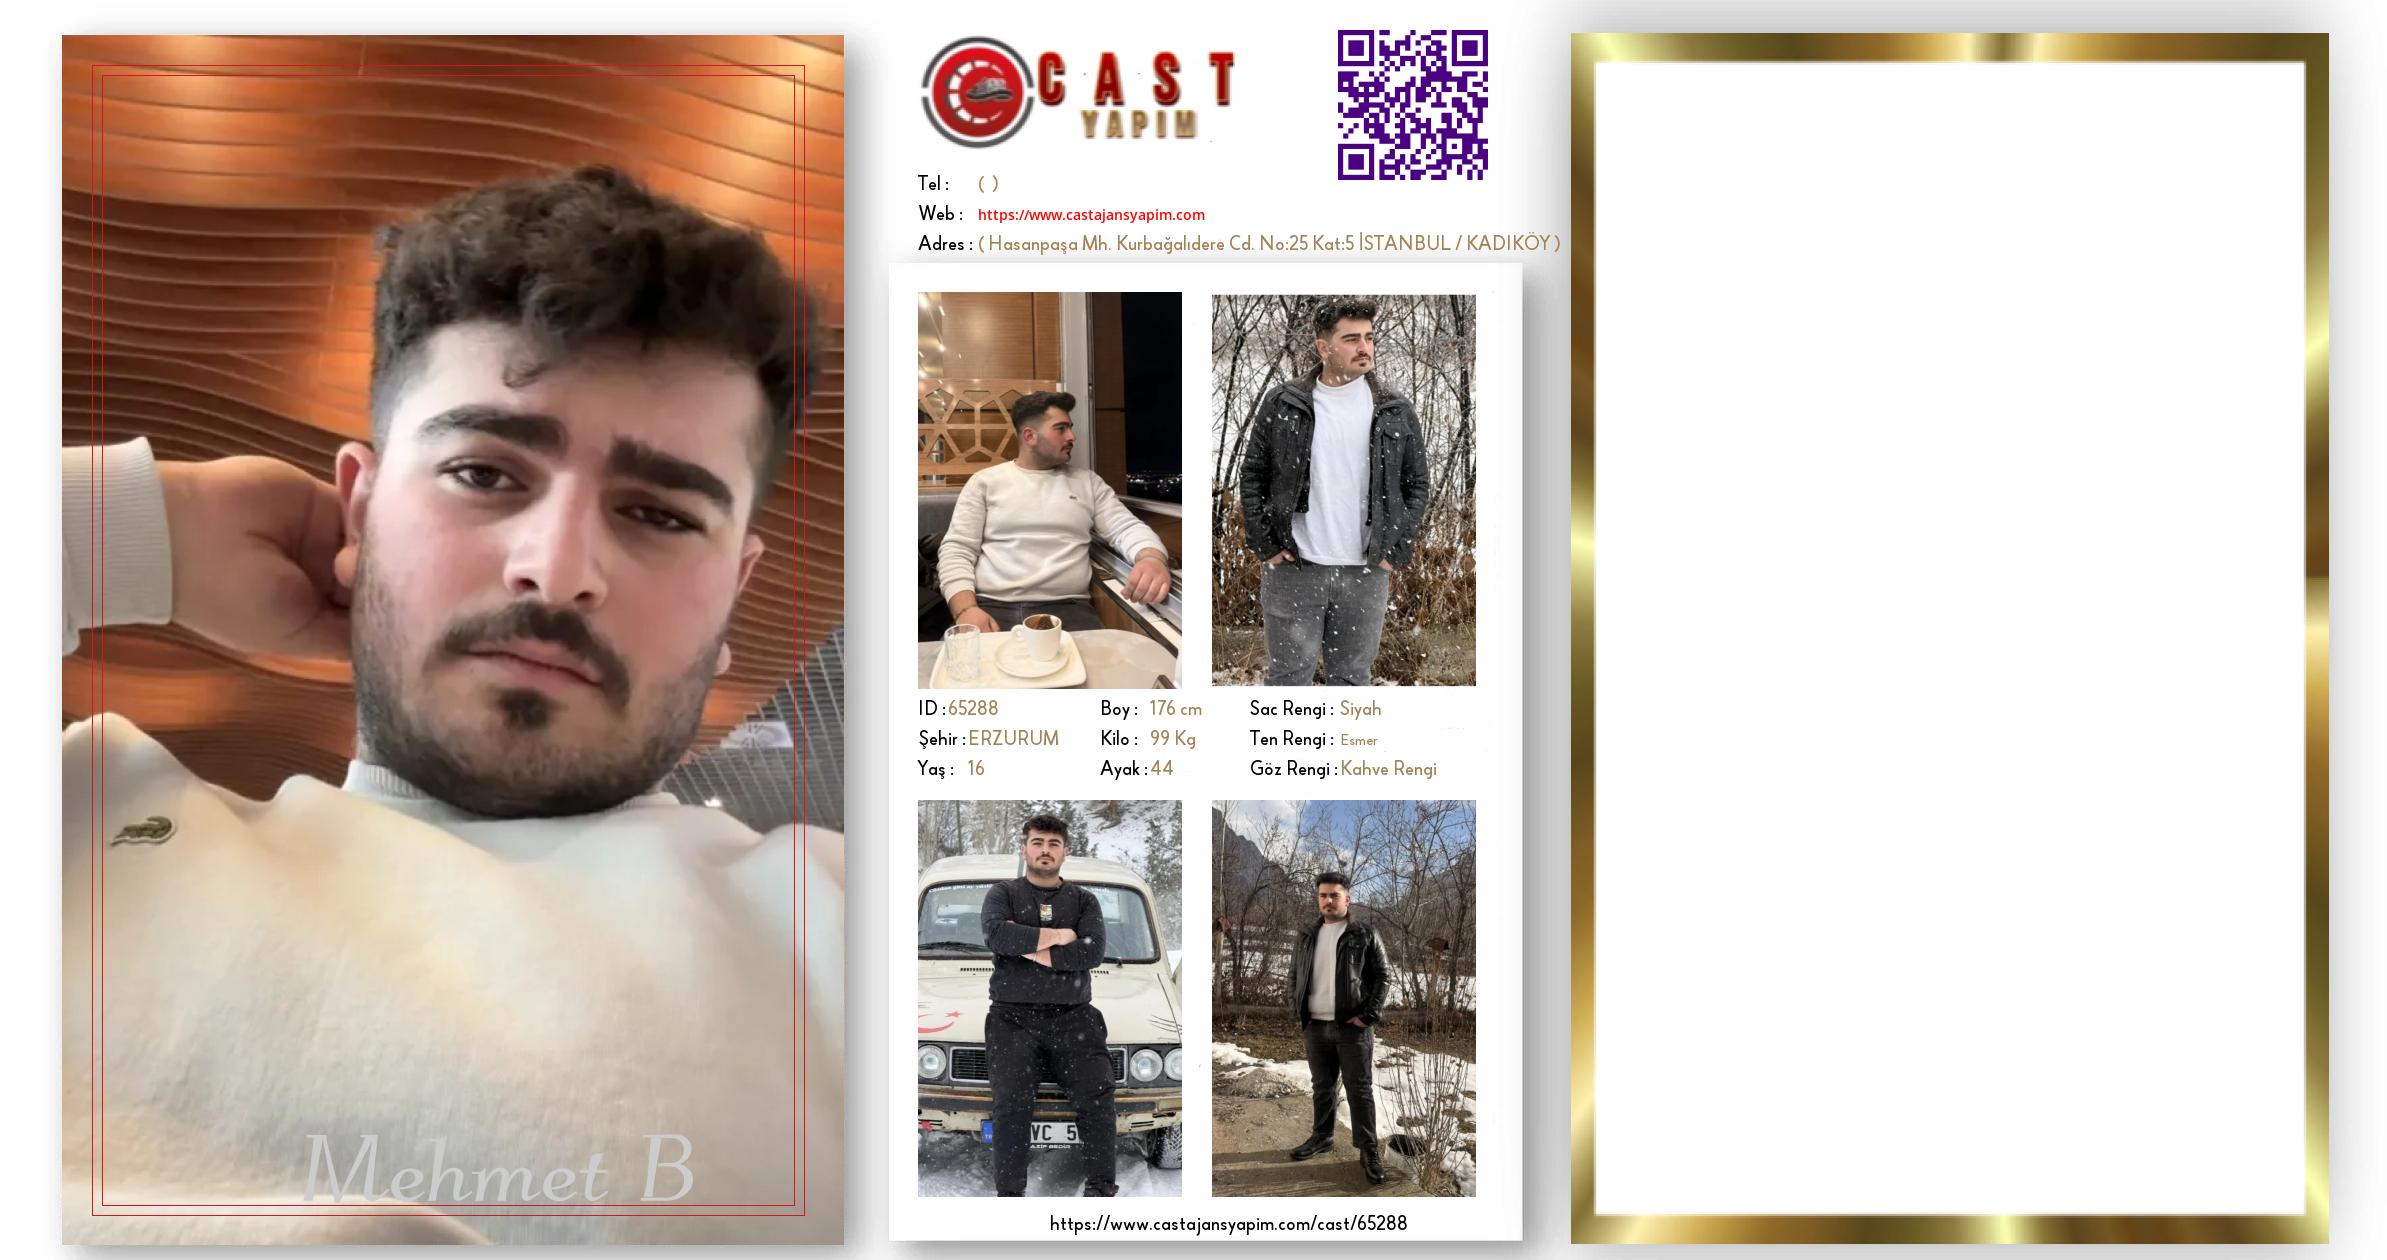 CAST
YAPIM
Tel : ( )
Web : https://www.castajansyapim.com
Adres : ( Hasanpaşa Mh. Kurbağalıdere Cd. No:25 Kat:5 İSTANBUL / KADIKÖY )
ID : 65288 Boy : 176 cm Sac Rengi : Siyah
Şehir : ERZURUM Kilo : 99 Kg Ten Rengi : Esmer
Yaş : 16 Ayak : 44 Göz Rengi : Kahve Rengi
VC 5
https://www.castajansyapim.com/cast/65288
Mehmet B